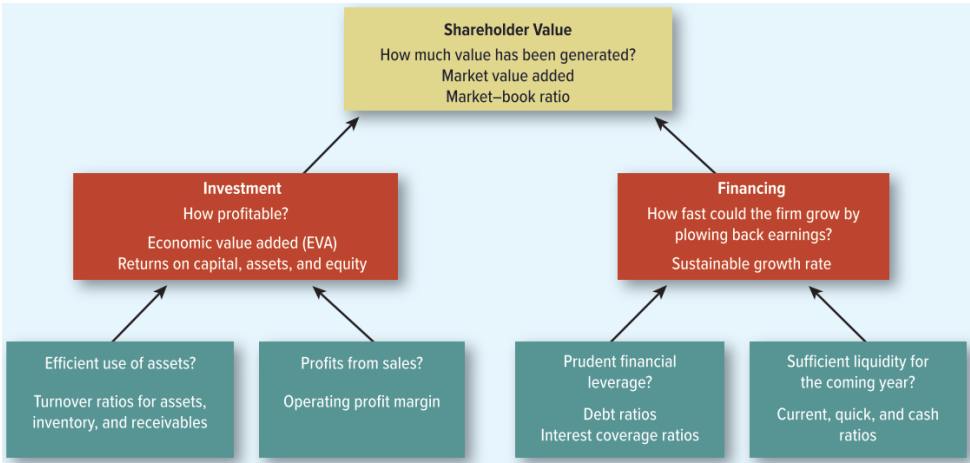 Shareholder Value
How much value has been generated?
Market value added
Market–book ratio
Investment
How profitable?
Economic value added (EVA)
Returns on capital, assets, and equity
Financing
How fast could the firm grow by
plowing back earnings?
Sustainable growth rate
Efficient use of assets?
Turnover ratios for assets,
inventory, and receivables
Profits from sales?
Operating profit margin
Prudent financial
leverage?
Debt ratios
Interest coverage ratios
Sufficient liquidity for
the coming year?
Current, quick, and cash
ratios